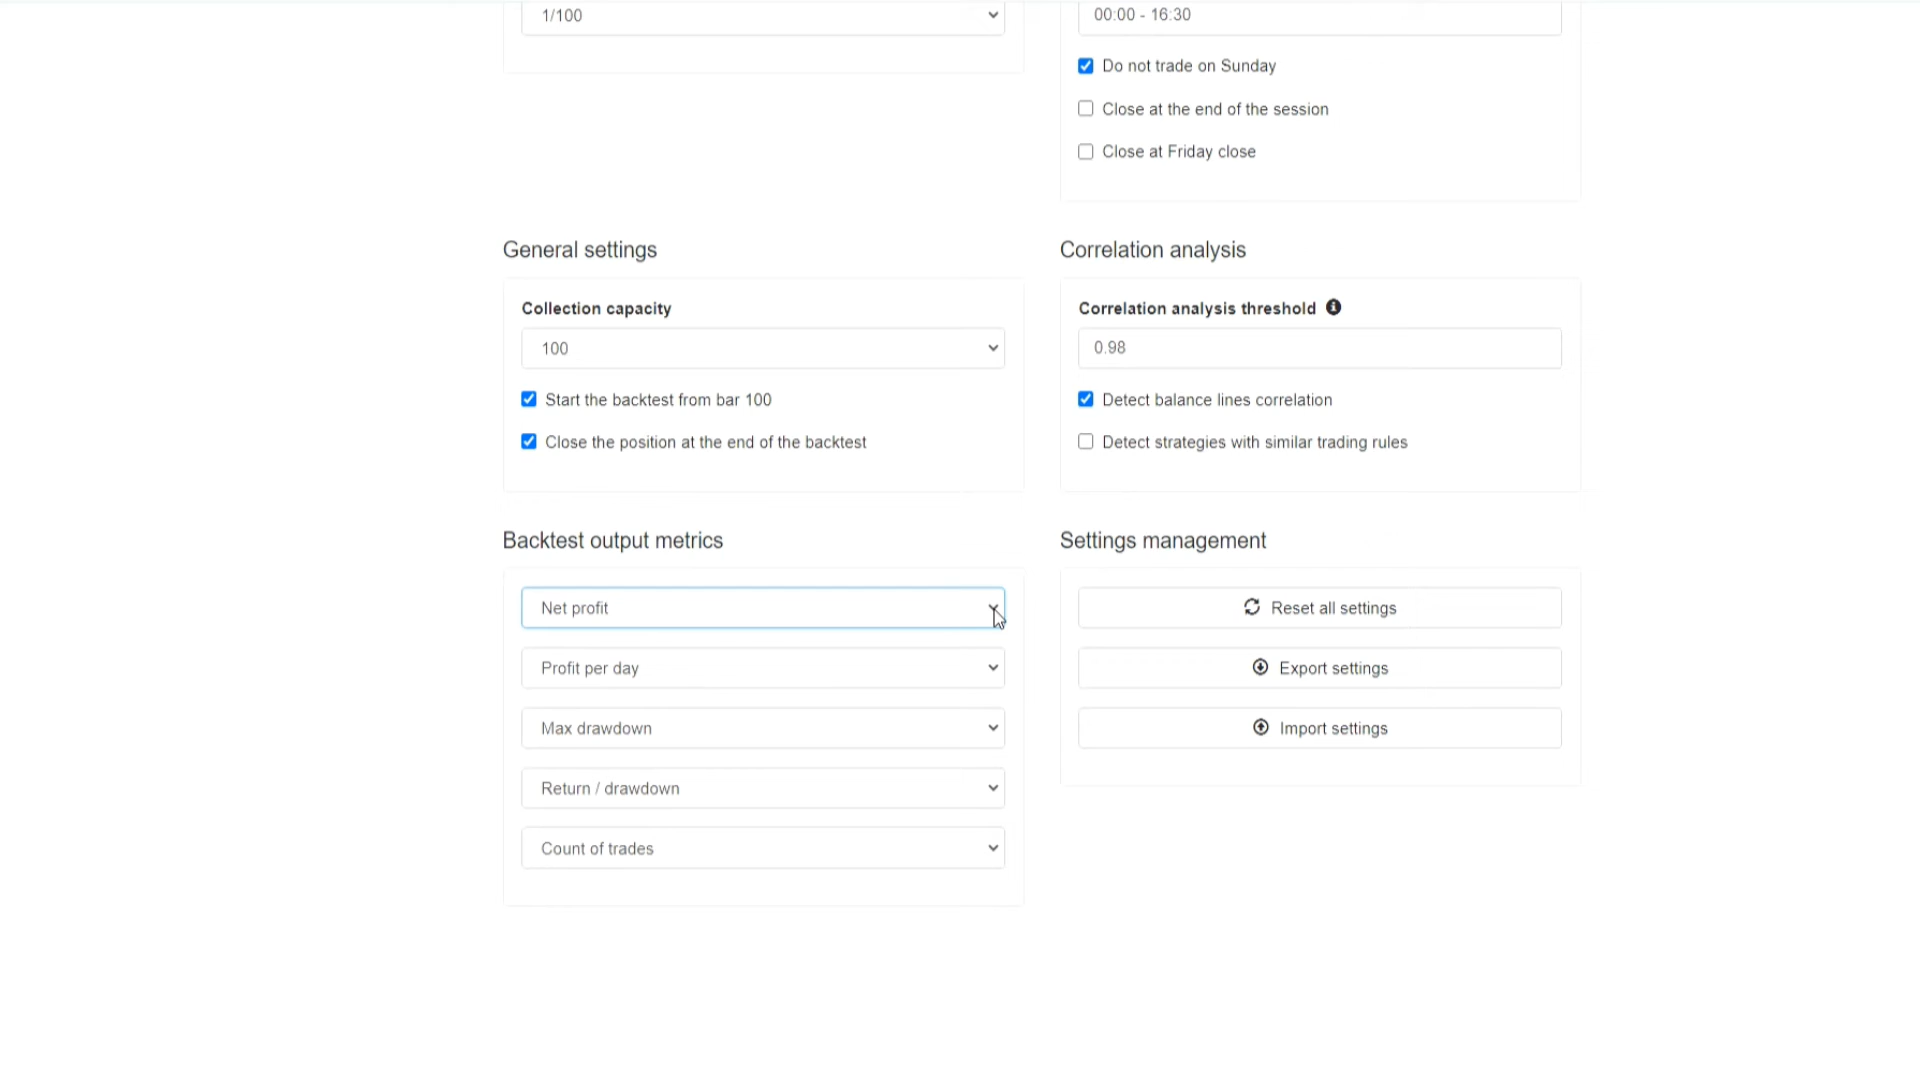 1/100
00:00 - 16:30
Do not trade on Sunday
Close at the end of the session
Close at Friday close
General settings
Collection capacity
100
Start the backtest from bar 100
Close the position at the end of the backtest
Correlation analysis
Correlation analysis threshold
0.98
Detect balance lines correlation
Detect strategies with similar trading rules
Backtest output metrics
Net profit
Profit per day
Max drawdown
Return / drawdown
Count of trades
Settings management
Reset all settings
Export settings
Import settings